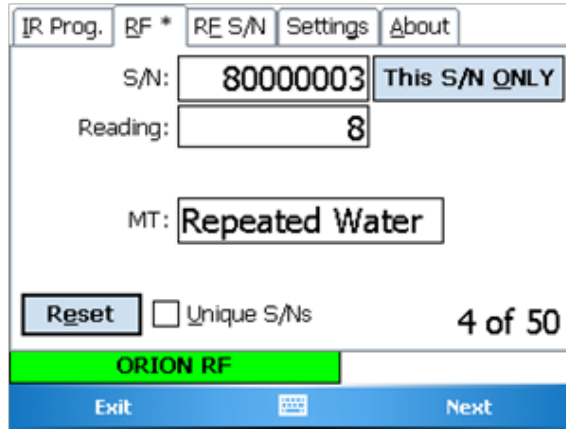 IR Prog. RF * RF S/N Settings About
S/N: 80000003 This S/N ONLY
Reading: 8
MT: Repeated Water
Reset Unique S/Ns 4 of 50
ORION RF
Exit Next